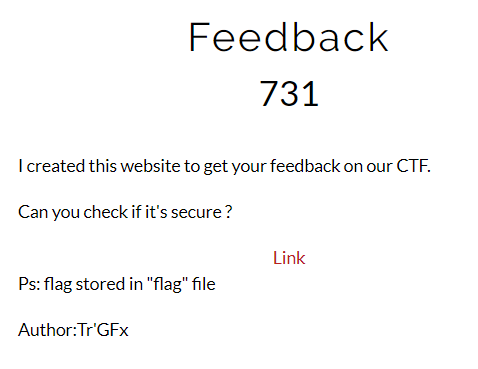 Feedback
731
I created this website to get your feedback on our CTF.
Can you check if it's secure ?
Link
Ps: flag stored in "flag" file
Author:Tr'GFx